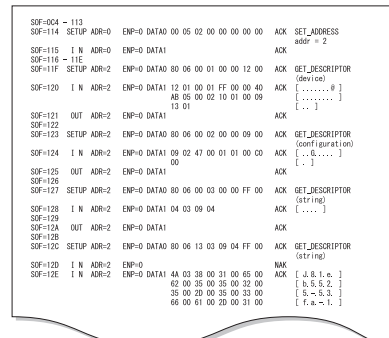 SOF=0C4 - 113
SOF=114 SETUP ADR=0 ENP=0 DATA0 00 05 02 00 00 00 00 00 ACK SET_ADDRESS
addr = 2
SOF=115 I N ADR=0 ENP=0 DATA1 ACK
SOF=116 - 11E
SOF=11F SETUP ADR=2 ENP=0 DATA0 80 06 00 01 00 00 12 00 ACK GET_DESCRIPTOR
(device)
SOF=120 I N ADR=2 ENP=0 DATA1 12 01 00 01 FF 00 00 40 ACK [ .......@ ]
AB 05 00 02 10 01 00 09 [ ........ ]
13 01 [ .. ]
SOF=121 OUT ADR=2 ENP=0 DATA1 ACK
SOF=122
SOF=123 SETUP ADR=2 ENP=0 DATA0 80 06 00 02 00 00 09 00 ACK GET_DESCRIPTOR
(configuration)
SOF=124 I N ADR=2 ENP=0 DATA1 09 02 47 00 01 01 00 C0 ACK [ ..G..... ]
00 [ . ]
SOF=125 OUT ADR=2 ENP=0 DATA1 ACK
SOF=126
SOF=127 SETUP ADR=2 ENP=0 DATA0 80 06 00 03 00 00 FF 00 ACK GET_DESCRIPTOR
(string)
SOF=128 I N ADR=2 ENP=0 DATA1 04 03 09 04 ACK [ .... ]
SOF=129
SOF=12A OUT ADR=2 ENP=0 DATA1 ACK
SOF=12B
SOF=12C SETUP ADR=2 ENP=0 DATA0 80 06 13 03 09 04 FF 00 ACK GET_DESCRIPTOR
(string)
SOF=12D I N ADR=2 ENP=0 NAK
SOF=12E I N ADR=2 ENP=0 DATA1 4A 03 38 00 31 00 65 00 ACK [ J.8.1.e. ]
62 00 35 00 35 00 32 00 [ b.5.5.2. ]
35 00 2D 00 35 00 33 00 [ 5.-.5.3. ]
66 00 61 00 2D 00 31 00 [ f.a.-.1. ]